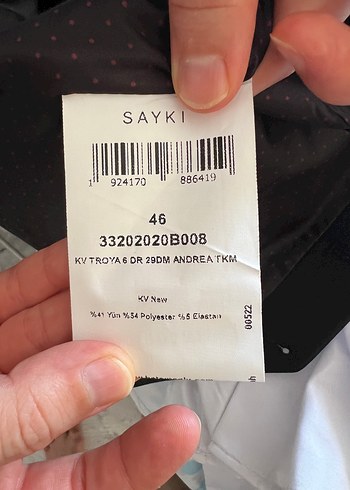 SAYKI
1 924170 886419
46
33202020B008
KV TROYA 6 DR 29DM ANDREA TKM
KV New
%41 Yün %54 Polyester %5 Elastan
00522